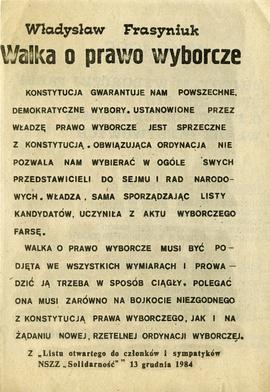 Władysław Frasyniuk
Walka o prawo wyborcze
KONSTYTUCJA GWARANTUJE NAM POWSZECHNE,
DEMOKRATYCZNE WYBORY. USTANOWIONE PRZEZ
WŁADZĘ PRAWO WYBORCZE JEST SPRZECZNE
Z KONSTYTUCJĄ. OBOWIĄZUJĄCA ORDYNACJA NIE
POZWALA NAM WYBIERAĆ W OGÓLE SWYCH
PRZEDSTAWICIELI DO SEJMU I RAD NARODO-
WYCH. WŁADZA, SAMA SPORZĄDZAJĄC LISTY
KANDYDATÓW, UCZYNIŁA Z AKTU WYBORCZEGO
FARSĘ.
WALKA O PRAWO WYBORCZE MUSI BYĆ PO-
DJĘTA WE WSZYSTKICH WYMIARACH I PROWA-
DZIĆ JĄ TRZEBA W SPOSÓB CIĄGŁY. POLEGAĆ
ONA MUSI ZARÓWNO NA BOJKOCIE NIEZGODNEGO
Z KONSTYTUCJĄ PRAWA WYBORCZEGO, JAK I NA
ŻĄDANIU NOWEJ, RZETELNEJ ORDYNACJI WYBORCZEJ.
Z „Listu otwartego do członków i sympatyków
NSZZ „Solidarność"" 13 grudnia 1984